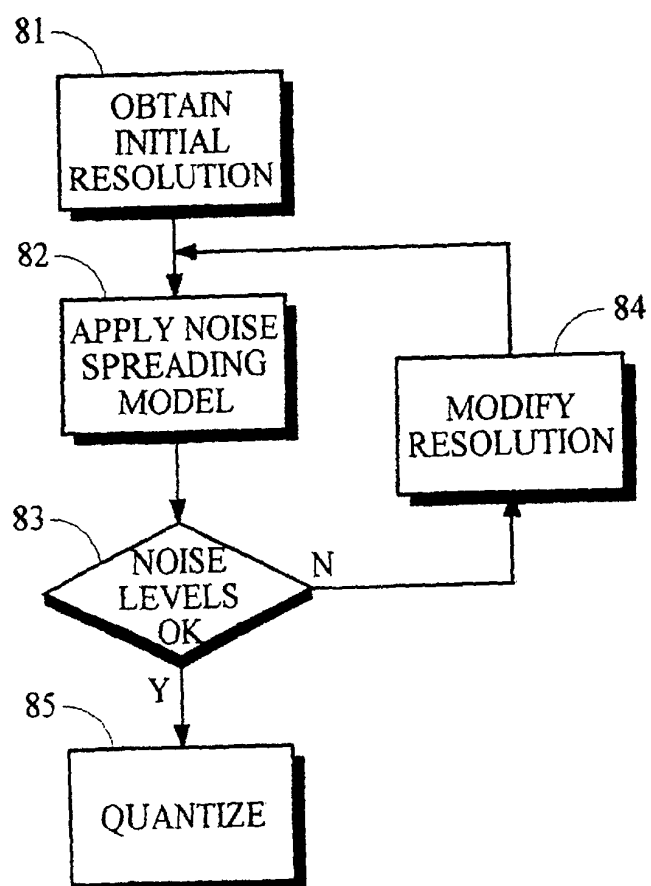 81
OBTAIN
INITIAL
RESOLUTION
82
APPLY NOISE
SPREADING
MODEL
84
MODIFY
RESOLUTION
83
NOISE
LEVELS
OK
N
Y
85
QUANTIZE